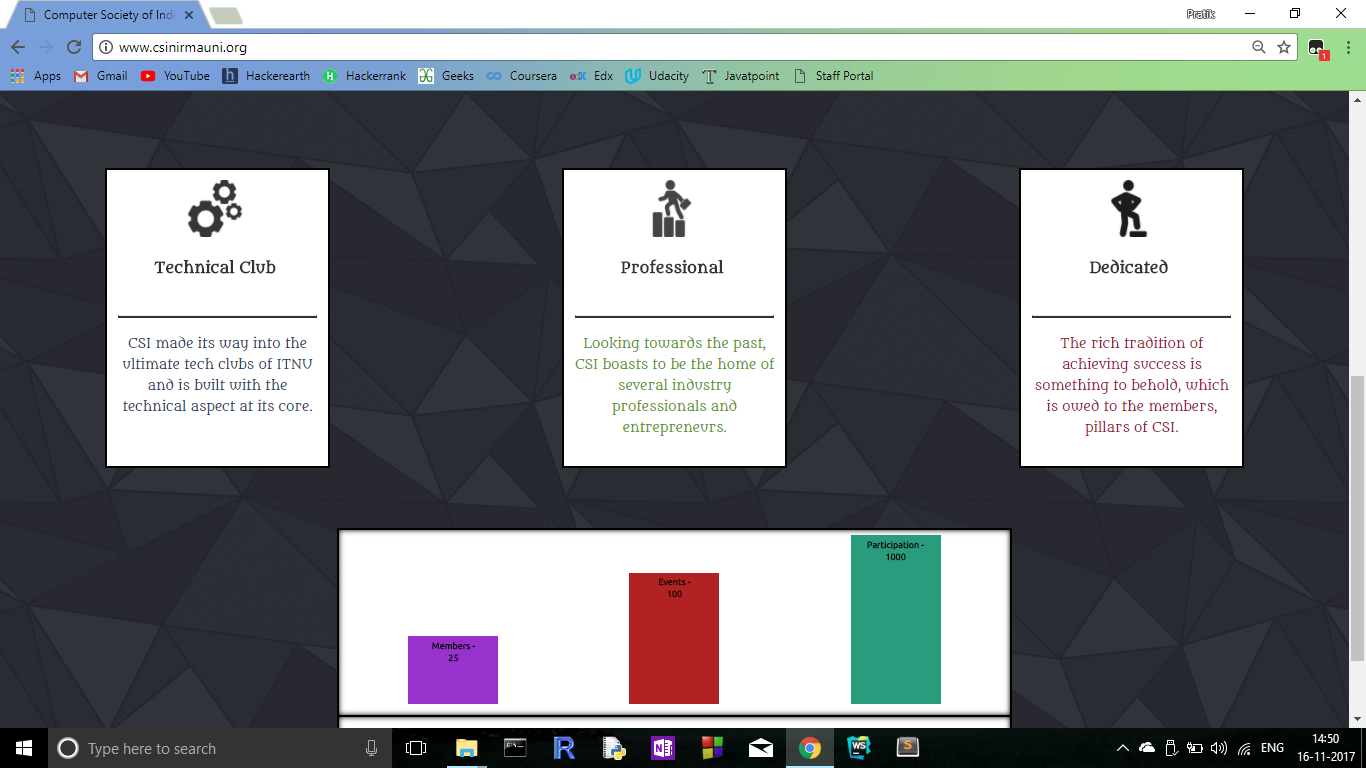 Computer Society of Indi
Pratik
www.csinirmauni.org
1
Apps Gmail YouTube Hackerearth Hackerrank Geeks Coursera Edx Udacity Javatpoint Staff Portal
Technical Club
CSI made its way into the
ultimate tech clubs of ITNU
and is built with the
technical aspect at its core.
Professional
Looking towards the past,
CSI boasts to be the home of
several industry
professionals and
entrepreneurs.
Dedicated
The rich tradition of
achieving success is
something to behold, which
is owed to the members,
pillars of CSI.
Members -
25
Events -
100
Participation -
1000
Type here to search
ENG
14:50
16-11-2017